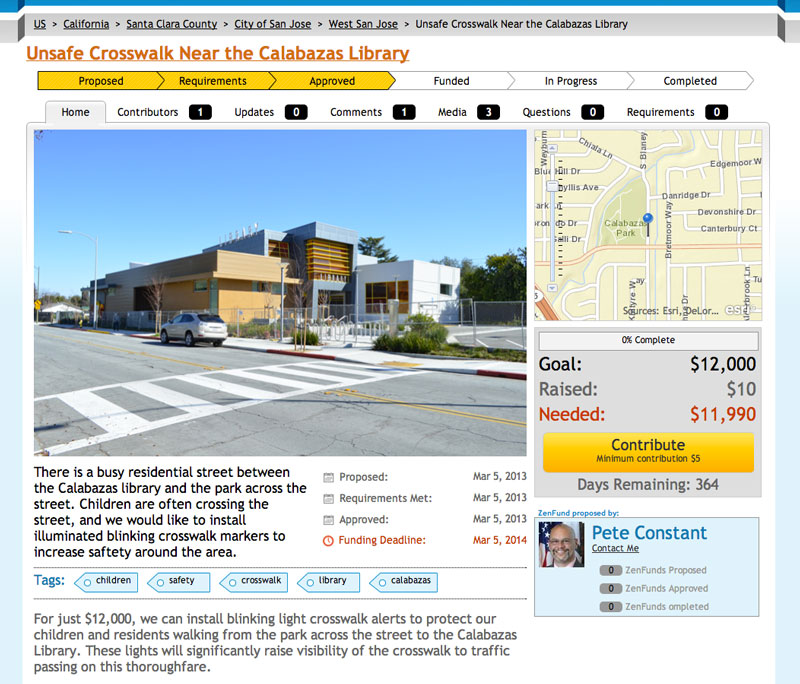 US > California > Santa Clara County > City of San Jose > West San Jose > Unsafe Crosswalk Near the Calabazas Library
Unsafe Crosswalk Near the Calabazas Library
Proposed Requirements Approved Funded In Progress Completed
Home Contributors 1 Updates 0 Comments 1 Media 3 Questions 0 Requirements 0
Weyburn
Chiala Ln
S Blaney
Edgemoor W
Hill Dr
yllis Ave
Danridge Dr
Devonshire Dr
Calabazas
Park
Canterbury Ct
Bretmoor Way
Sources: Esri, DeLor...
esri
0% Complete
Goal: $12,000
Raised: $10
Needed: $11,990
Contribute
Minimum contribution $5
Days Remaining: 364
There is a busy residential street between
the Calabazas library and the park across the
street. Children are often crossing the
street, and we would like to install
illuminated blinking crosswalk markers to
increase saftety around the area.
Proposed: Mar 5, 2013
Requirements Met: Mar 5, 2013
Approved: Mar 5, 2013
Funding Deadline: Mar 5, 2014
ZenFund proposed by:
Pete Constant
Contact Me
0 ZenFunds Proposed
0 ZenFunds Approved
0 ZenFunds ompleted
Tags: children safety crosswalk library calabazas
For just $12,000, we can install blinking light crosswalk alerts to protect our
children and residents walking from the park across the street to the Calabazas
Library. These lights will significantly raise visibility of the crosswalk to traffic
passing on this thoroughfare.